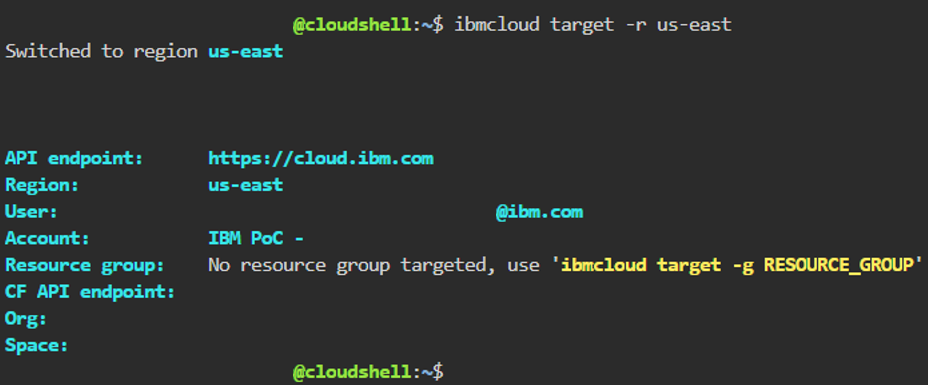 @cloudshell:~$ ibmcloud target -r us-east
Switched to region us-east
API endpoint: https://cloud.ibm.com
Region: us-east
User: @ibm.com
Account: IBM PoC -
Resource group: No resource group targeted, use 'ibmcloud target -g RESOURCE_GROUP'
CF API endpoint:
Org:
Space:
@cloudshell:~$